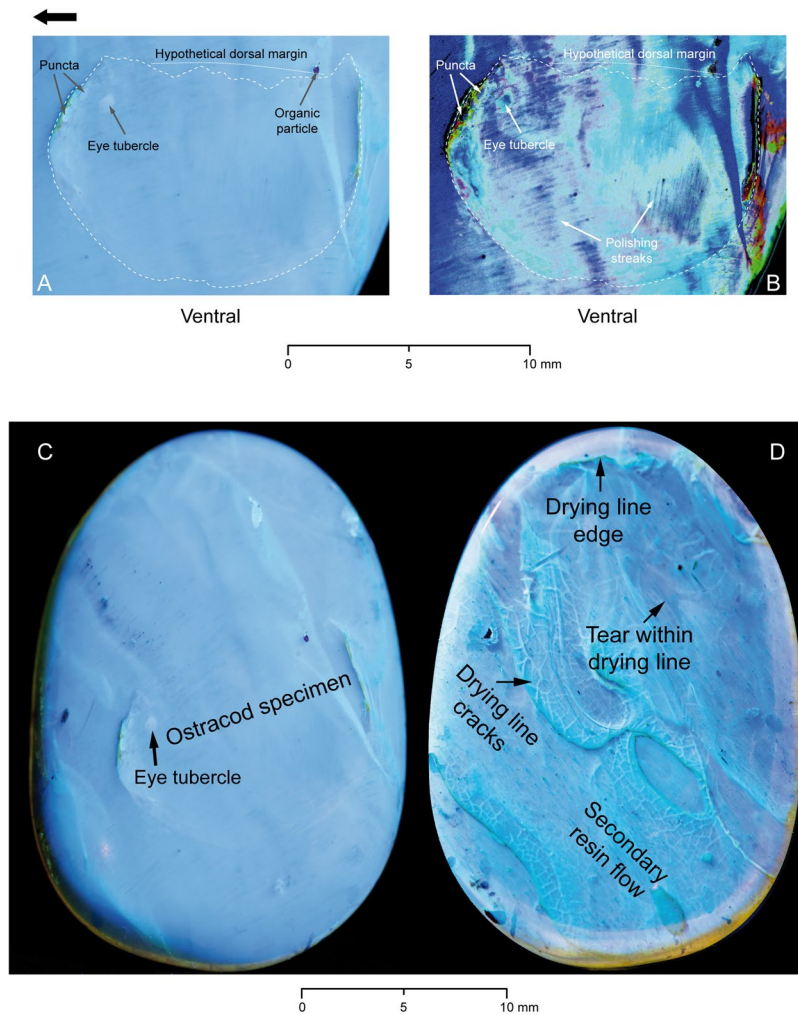 Hypothetical dorsal margin
Puncta
Organic
particle
Eye tubercle
A
Ventral
Hypothetical dorsal margin
Puncta
Eye tubercle
Polishing
streaks
B
Ventral
0 5 10 mm
C
Ostracod specimen
Eye tubercle
D
Drying line
edge
Tear within
drying line
Drying line
cracks
Secondary
resin flow
0 5 10 mm